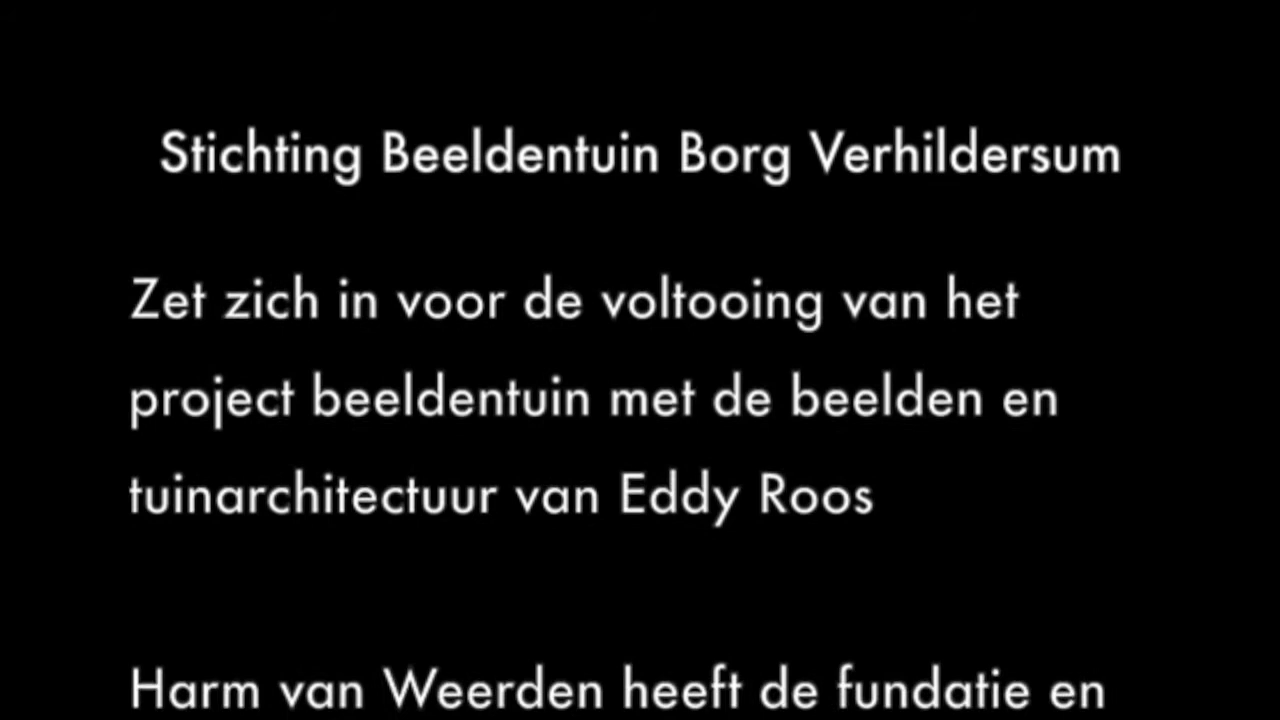 Stichting Beeldentuin Borg Verhildersum
Zet zich in voor de voltooing van het
project beeldentuin met de beelden en
tuinarchitectuur van Eddy Roos
Harm van Weerden heeft de fundatie en